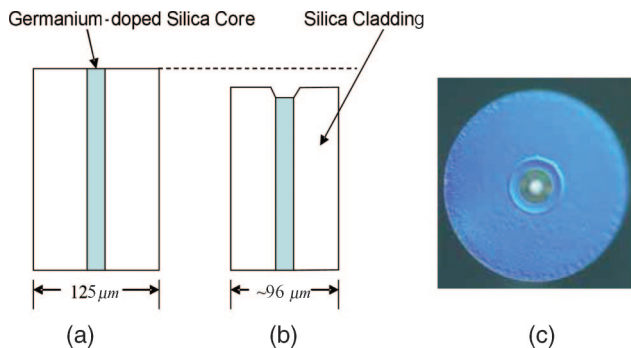 Germanium-doped Silica Core
Silica Cladding
125 μm
~96 μm
(a)
(b)
(c)